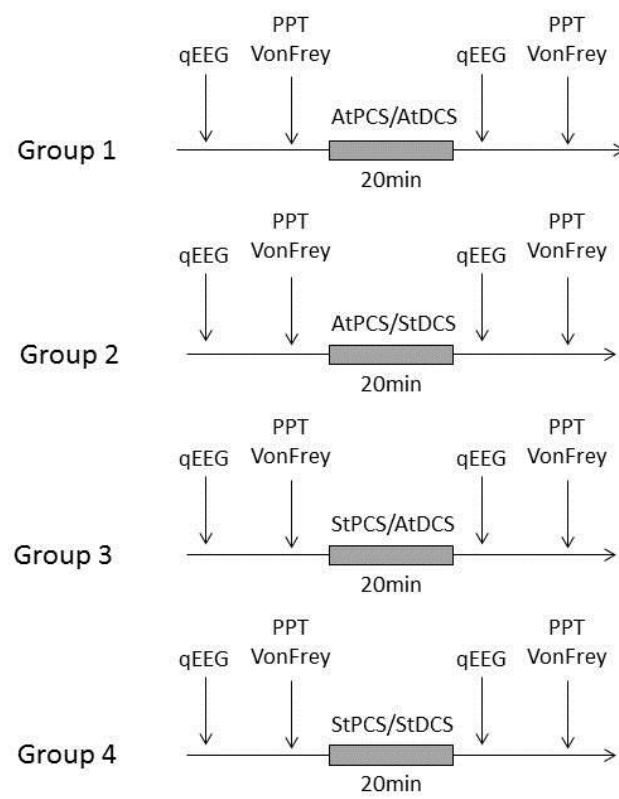 PPT PPT
qEEG VonFrey qEEG VonFrey
AtPCS/AtDCS
Group 1
20min
PPT PPT
qEEG VonFrey qEEG VonFrey
AtPCS/StDCS
Group 2
20min
PPT PPT
qEEG VonFrey qEEG VonFrey
StPCS/AtDCS
Group 3
20min
PPT PPT
qEEG VonFrey qEEG VonFrey
StPCS/StDCS
Group 4
20min